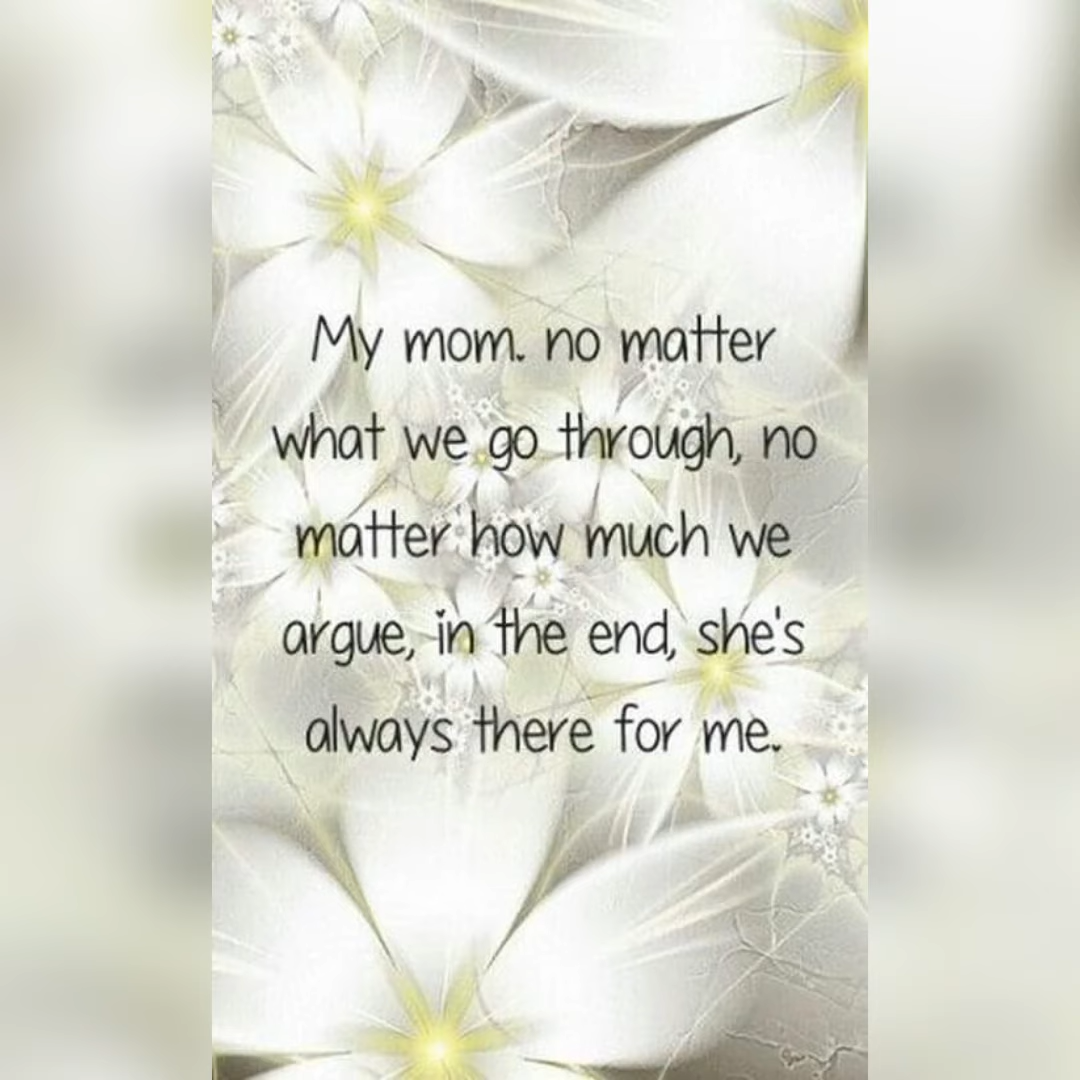 My mom. no matter
what we go through, no
matter how much we
argue, in the end, she's
always there for me.